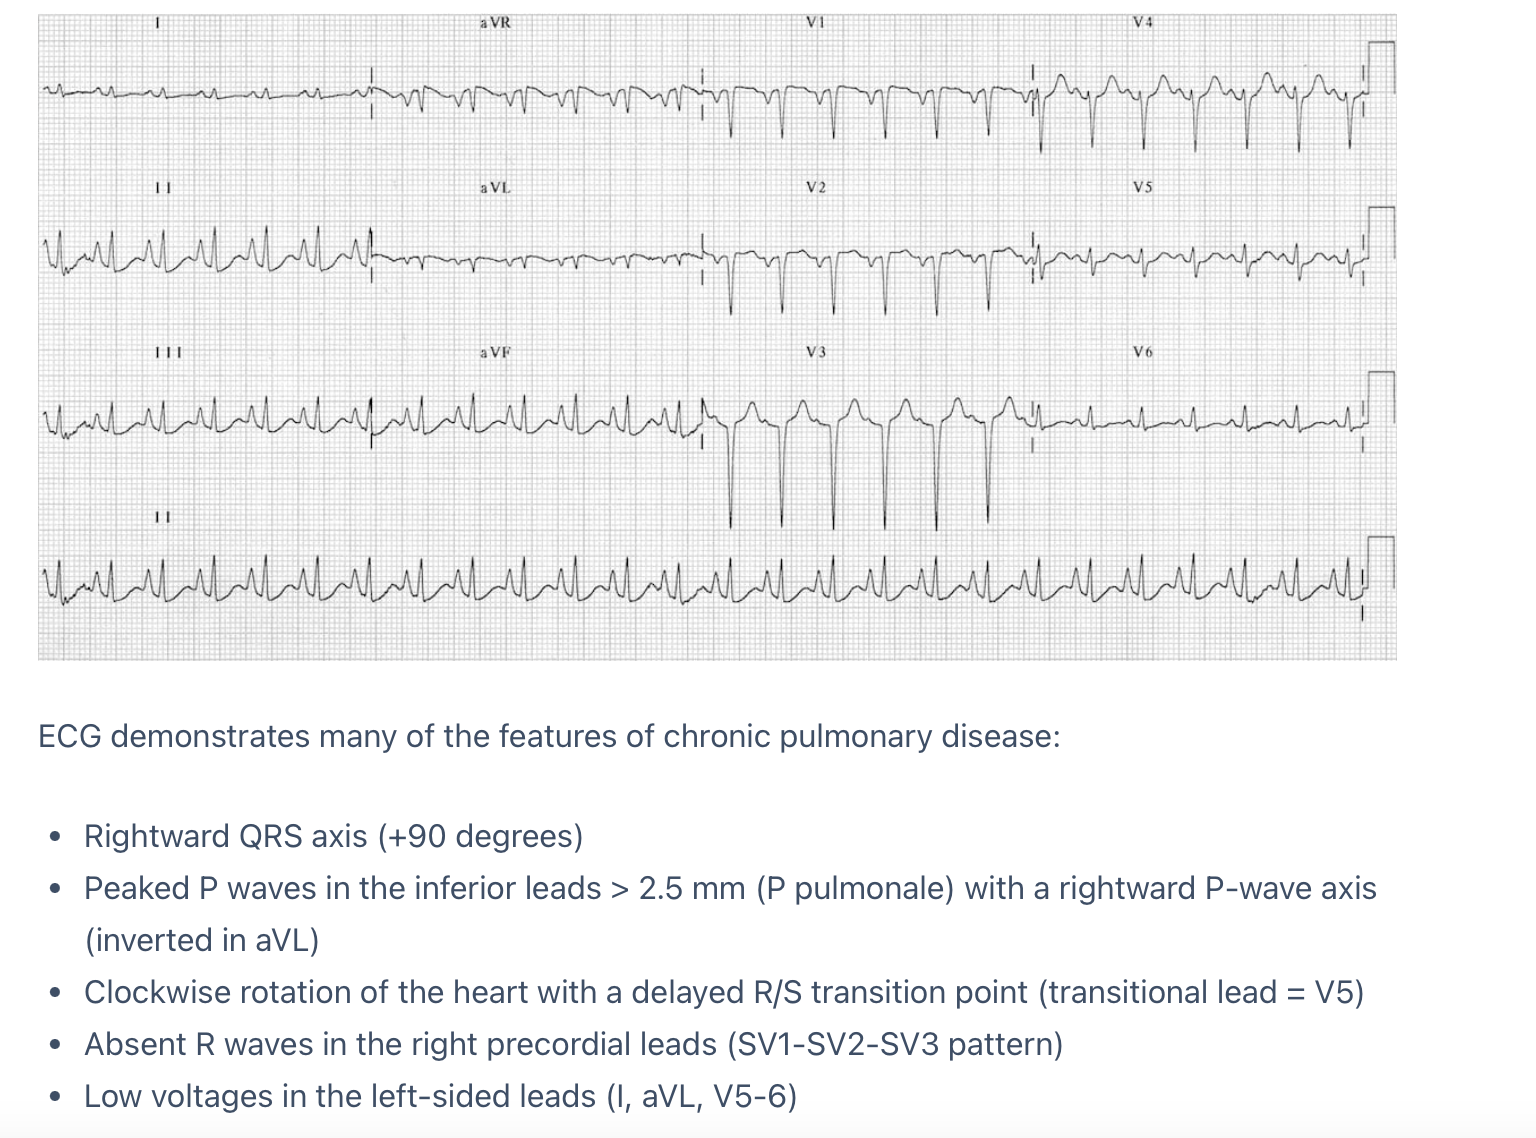 I aVR V1 V4
II aVL V2 V5
III aVF V3 V6
II
ECG demonstrates many of the features of chronic pulmonary disease:
• Rightward QRS axis (+90 degrees)
• Peaked P waves in the inferior leads > 2.5 mm (P pulmonale) with a rightward P-wave axis
(inverted in aVL)
• Clockwise rotation of the heart with a delayed R/S transition point (transitional lead = V5)
• Absent R waves in the right precordial leads (SV1-SV2-SV3 pattern)
• Low voltages in the left-sided leads (I, aVL, V5-6)